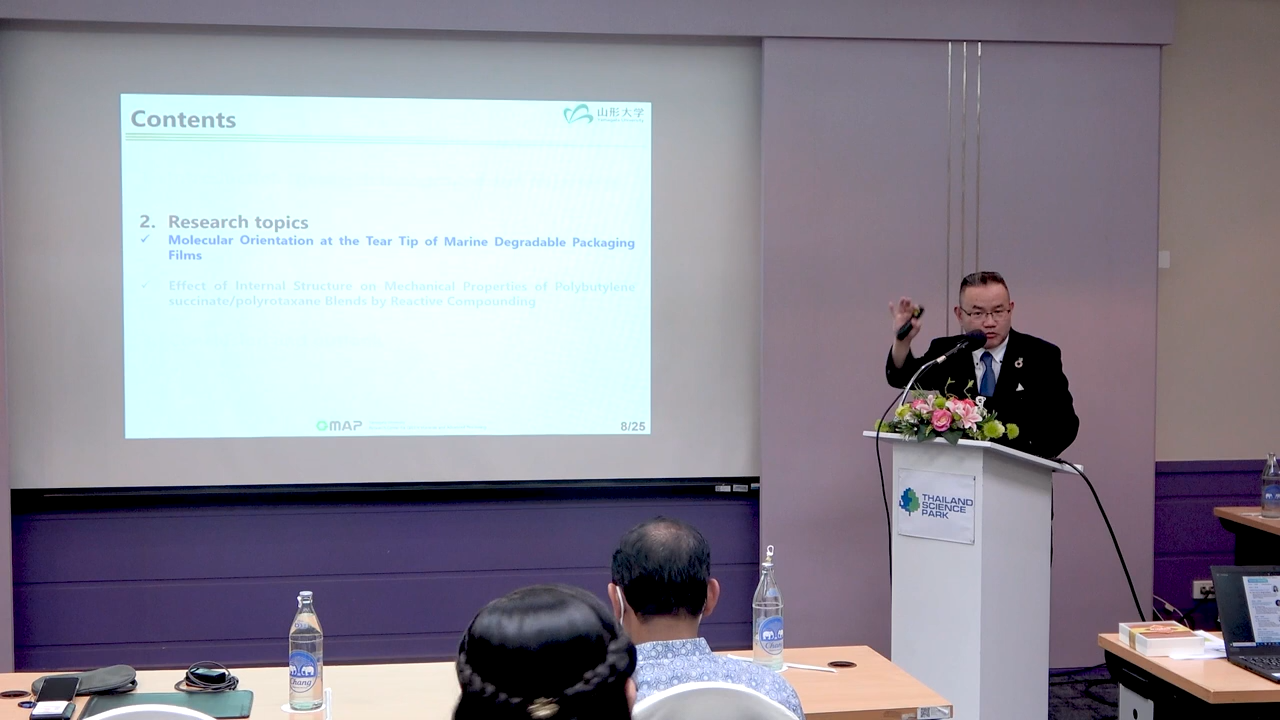 Contents
山形大学
2. Research topics
✓ Molecular Orientation at the Tear Tip of Marine Degradable Packaging
Films
✓ Effect of Internal Structure on Mechanical Properties of Polybutylene
succinate/polyrotaxane Blends by Reactive Compounding
MAP
8/25
THAILAND
SCIENCE
PARK
Chang
Chang